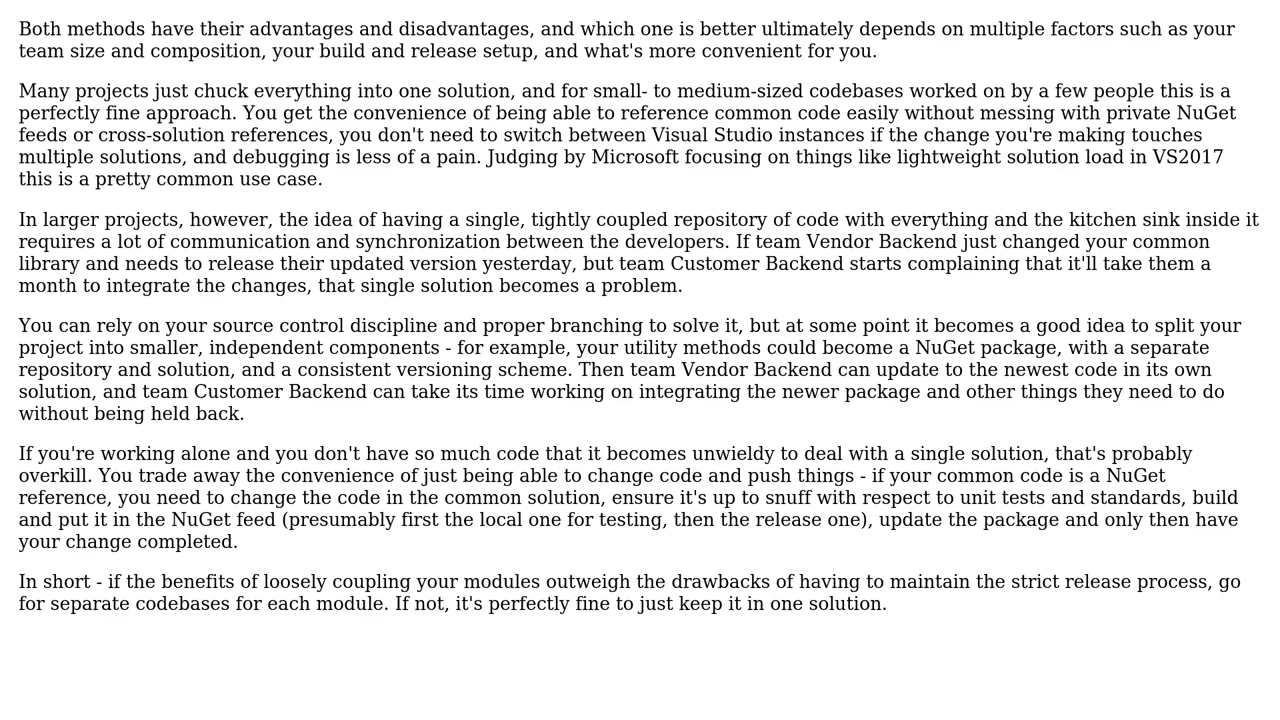 Both methods have their advantages and disadvantages, and which one is better ultimately depends on multiple factors such as your
team size and composition, your build and release setup, and what's more convenient for you.
Many projects just chuck everything into one solution, and for small- to medium-sized codebases worked on by a few people this is a
perfectly fine approach. You get the convenience of being able to reference common code easily without messing with private NuGet
feeds or cross-solution references, you don't need to switch between Visual Studio instances if the change you're making touches
multiple solutions, and debugging is less of a pain. Judging by Microsoft focusing on things like lightweight solution load in VS2017
this is a pretty common use case.
In larger projects, however, the idea of having a single, tightly coupled repository of code with everything and the kitchen sink inside it
requires a lot of communication and synchronization between the developers. If team Vendor Backend just changed your common
library and needs to release their updated version yesterday, but team Customer Backend starts complaining that it'll take them a
month to integrate the changes, that single solution becomes a problem.
You can rely on your source control discipline and proper branching to solve it, but at some point it becomes a good idea to split your
project into smaller, independent components - for example, your utility methods could become a NuGet package, with a separate
repository and solution, and a consistent versioning scheme. Then team Vendor Backend can update to the newest code in its own
solution, and team Customer Backend can take its time working on integrating the newer package and other things they need to do
without being held back.
If you're working alone and you don't have so much code that it becomes unwieldy to deal with a single solution, that's probably
overkill. You trade away the convenience of just being able to change code and push things - if your common code is a NuGet
reference, you need to change the code in the common solution, ensure it's up to snuff with respect to unit tests and standards, build
and put it in the NuGet feed (presumably first the local one for testing, then the release one), update the package and only then have
your change completed.
In short - if the benefits of loosely coupling your modules outweigh the drawbacks of having to maintain the strict release process, go
for separate codebases for each module. If not, it's perfectly fine to just keep it in one solution.